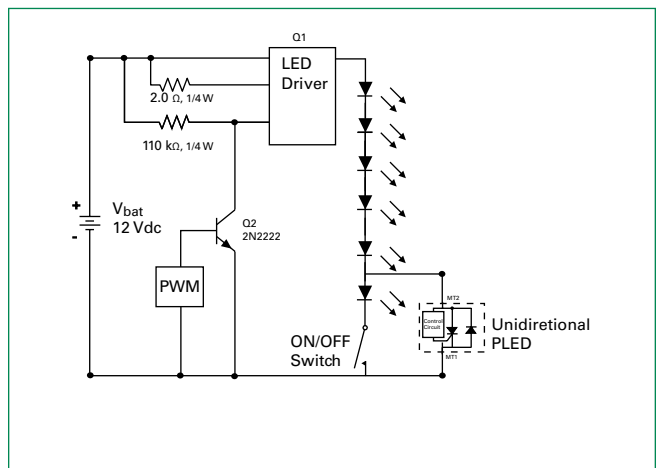 Q1
LED
Driver
2.0 Ω, 1/4 W
110 kΩ, 1/4 W
+
-
Vbat
12 Vdc
Q2
2N2222
PWM
ON/OFF
Switch
MT2
Control
Circuit
MT1
Unidiretional
PLED